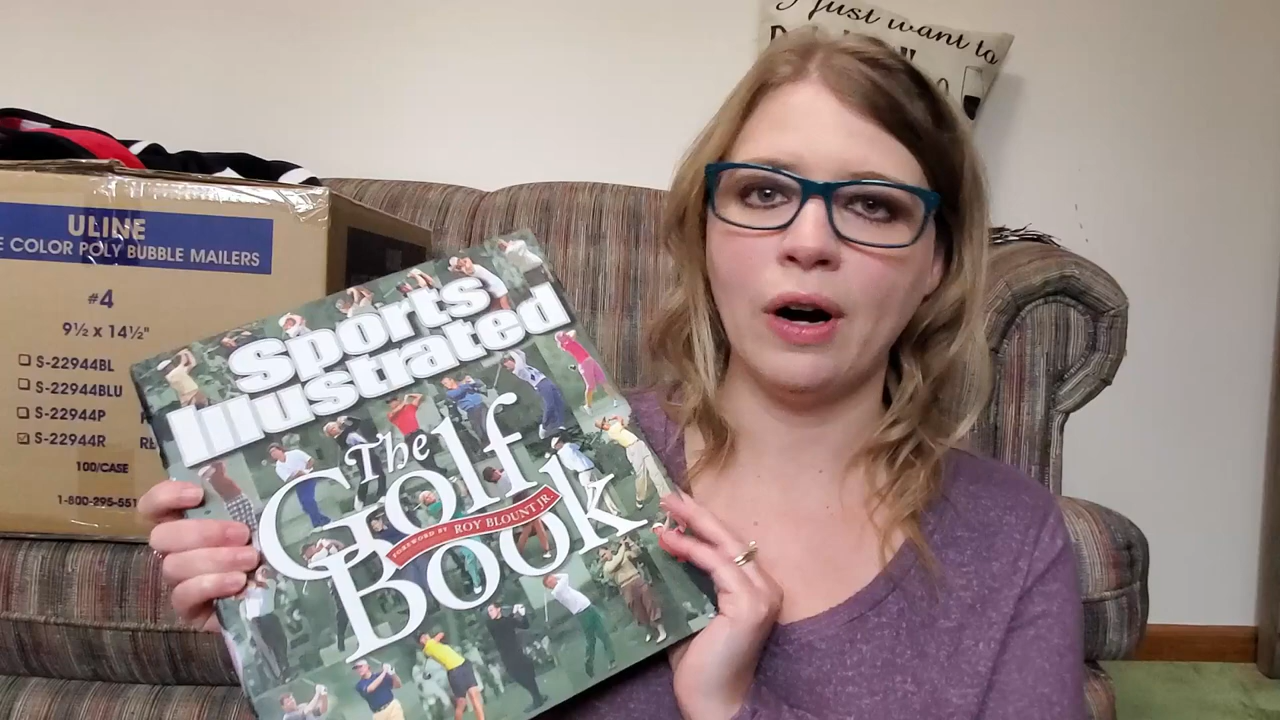 I just want to
ULINE
E COLOR POLY BUBBLE MAILERS
#4
9½ x 14½"
S-22944BL
S-22944BLU
S-22944P
S-22944R RE
100/CASE
1-800-295-551
Sports
Illustrated
The
Golf
Book
FOREWORD BY ROY BLOUNT JR.